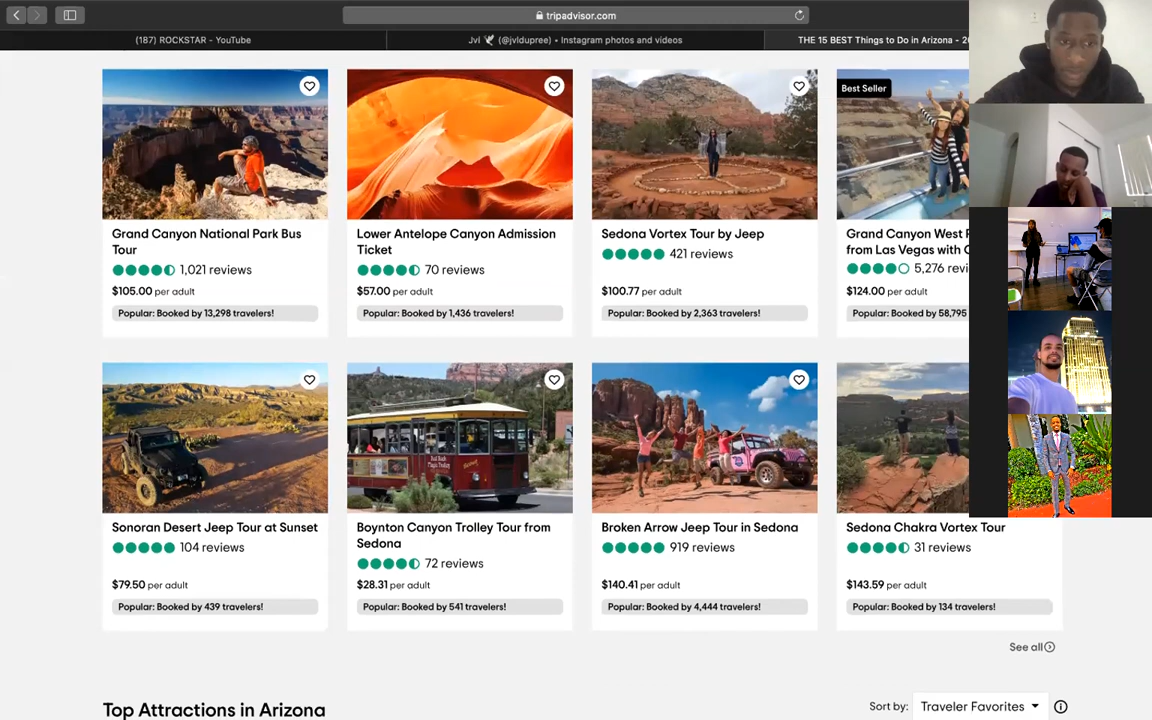 tripadvisor.com
(187) ROCKSTAR - YouTube
Jvl 🕊 (@jvldupree) • Instagram photos and videos
THE 15 BEST Things to Do in Arizona - 20
Best Seller
Grand Canyon National Park Bus
Tour
1,021 reviews
$105.00 per adult
Popular: Booked by 13,298 travelers!
Lower Antelope Canyon Admission
Ticket
70 reviews
$57.00 per adult
Popular: Booked by 1,436 travelers!
Sedona Vortex Tour by Jeep
421 reviews
$100.77 per adult
Popular: Booked by 2,363 travelers!
Grand Canyon West
from Las Vegas with
5,276
$124.00 per adult
Popular: Booked by 58,795
Sonoran Desert Jeep Tour at Sunset
104 reviews
$79.50 per adult
Popular: Booked by 439 travelers!
Boynton Canyon Trolley Tour from
Sedona
72 reviews
$28.31 per adult
Popular: Booked by 541 travelers!
Broken Arrow Jeep Tour in Sedona
919 reviews
$140.41 per adult
Popular: Booked by 4,444 travelers!
Sedona Chakra Vortex Tour
31 reviews
$143.59 per adult
Popular: Booked by 134 travelers!
See all
Top Attractions in Arizona
Sort by: Traveler Favorites